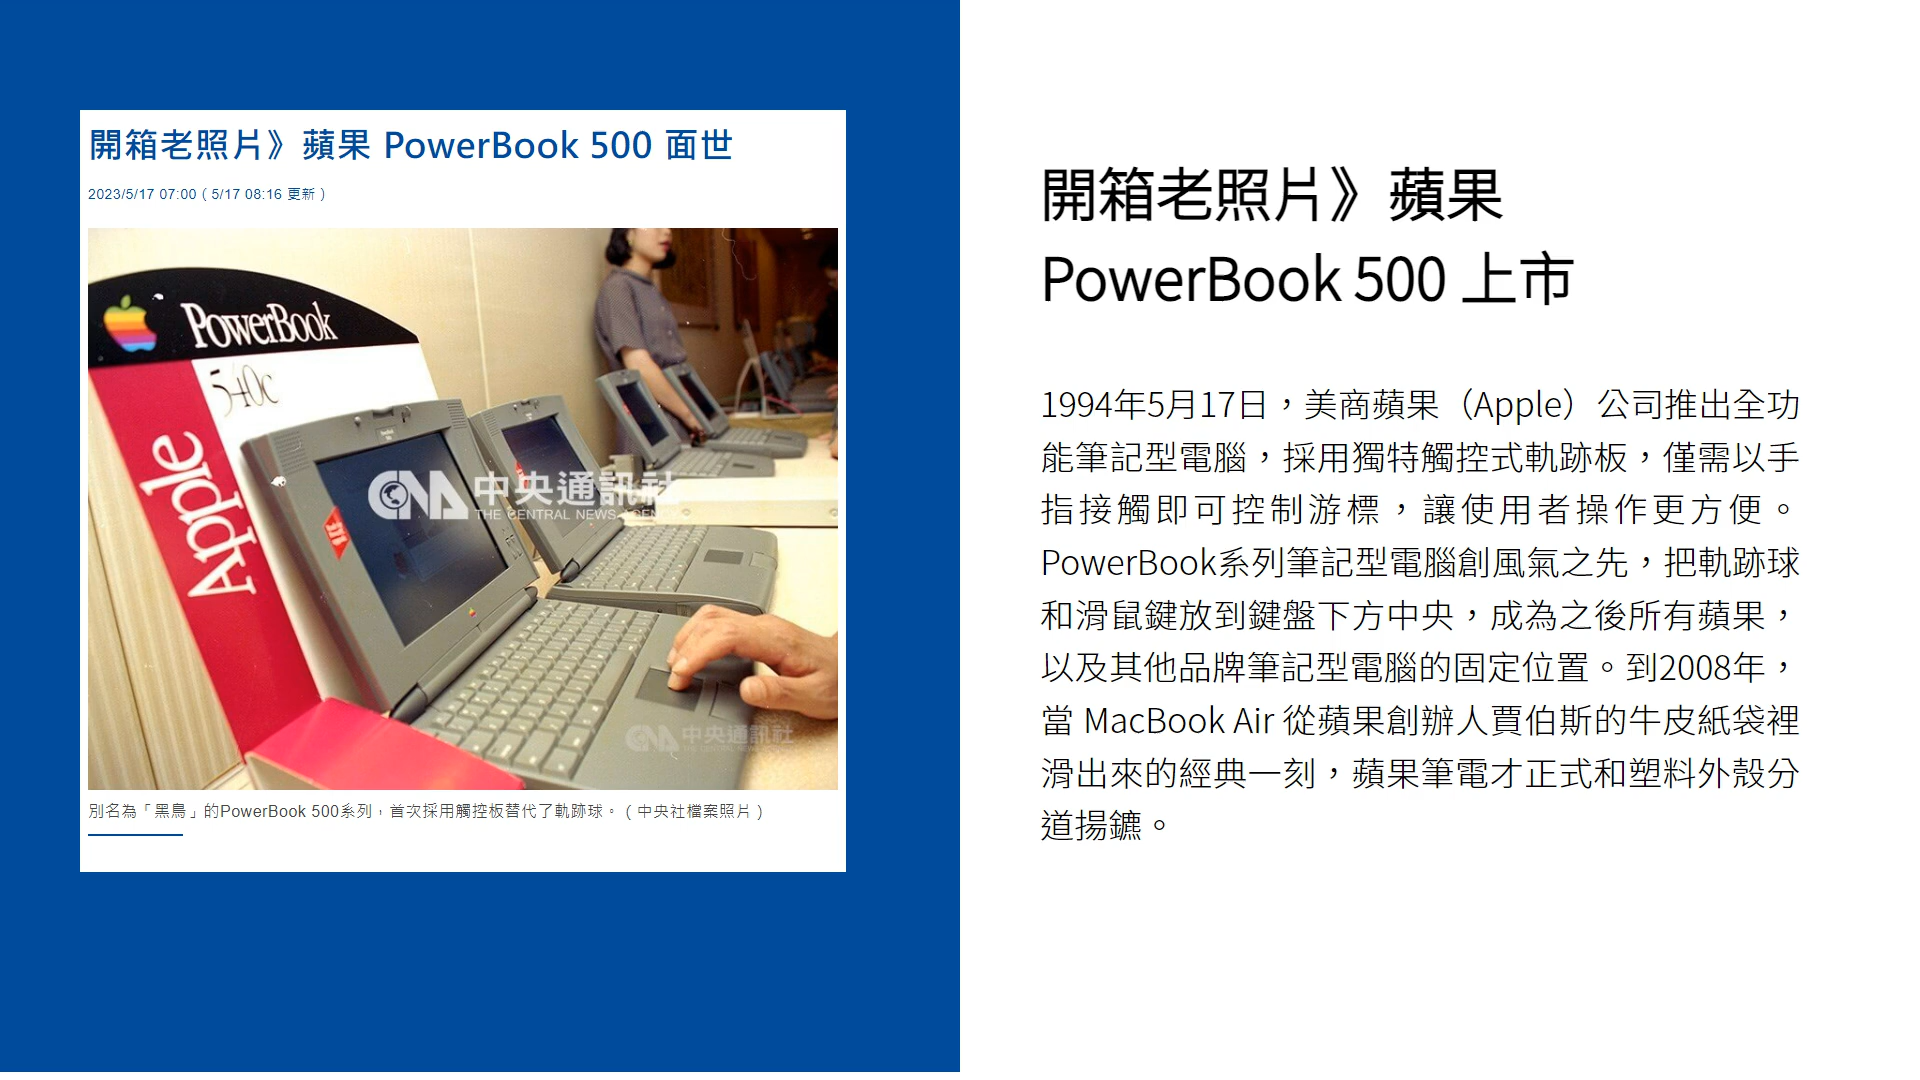 開箱老照片》蘋果 PowerBook 500 面世
2023/5/17 07:00（5/17 08:16 更新）
PowerBook
540c
Apple
CNA 中央通訊社
THE CENTRAL NEWS AGENCY
CNA 中央通訊社
THE CENTRAL NEWS AGENCY
別名為「黑鳥」的PowerBook 500系列，首次採用觸控板替代了軌跡球。（中央社檔案照片）
開箱老照片》蘋果
PowerBook 500 上市
1994年5月17日，美商蘋果（Apple）公司推出全功
能筆記型電腦，採用獨特觸控式軌跡板，僅需以手
指接觸即可控制游標，讓使用者操作更方便。
PowerBook系列筆記型電腦創風氣之先，把軌跡球
和滑鼠鍵放到鍵盤下方中央，成為之後所有蘋果，
以及其他品牌筆記型電腦的固定位置。到2008年，
當 MacBook Air 從蘋果創辦人賈伯斯的牛皮紙袋裡
滑出來的經典一刻，蘋果筆電才正式和塑料外殼分
道揚鑣。